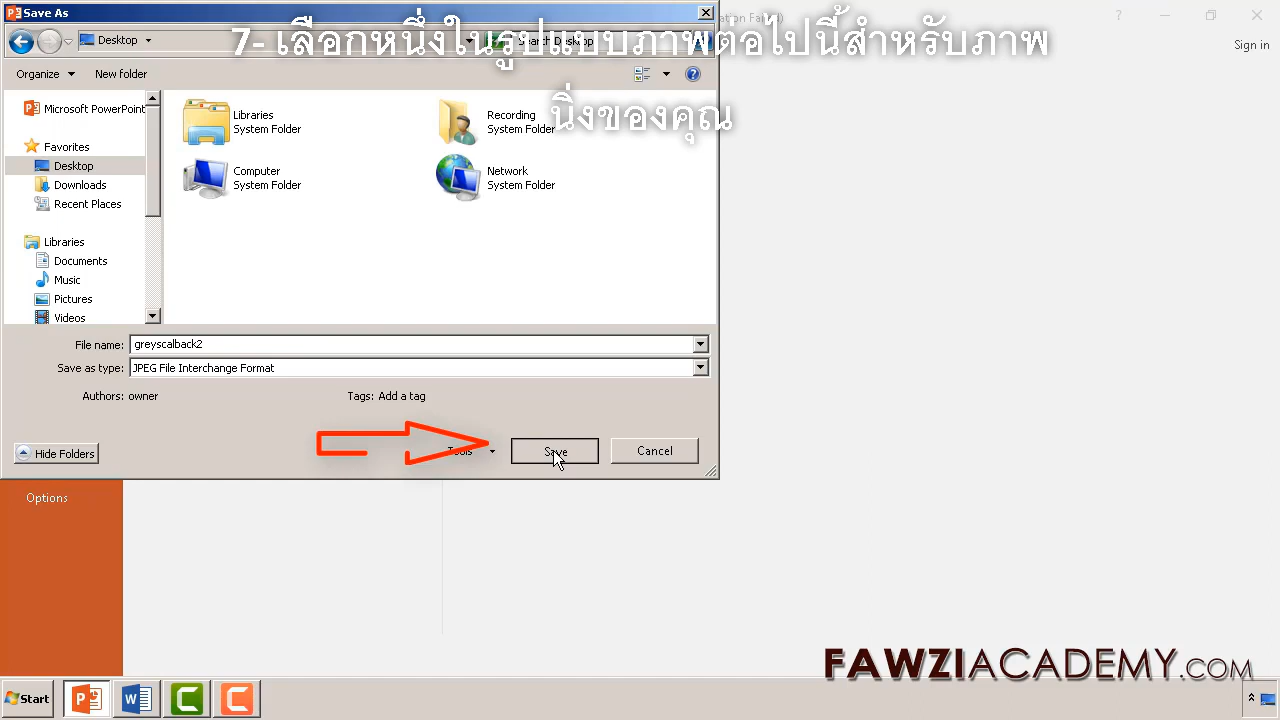 Save As
7- เลือกหนึ่งในรูปแบบภาพต่อไปนี้สำหรับภาพ
นิ่งของคุณ
? Sign in
Desktop
Search Desktop
Organize New folder
Microsoft PowerPoint
Favorites
Desktop
Downloads
Recent Places
Libraries
Documents
Music
Pictures
Videos
Libraries
System Folder
Recording
System Folder
Computer
System Folder
Network
System Folder
File name: greyscalback2
Save as type: JPEG File Interchange Format
Authors: owner Tags: Add a tag
Hide Folders Tools Save Cancel
Options
FAWZIACADEMY.COM
Start